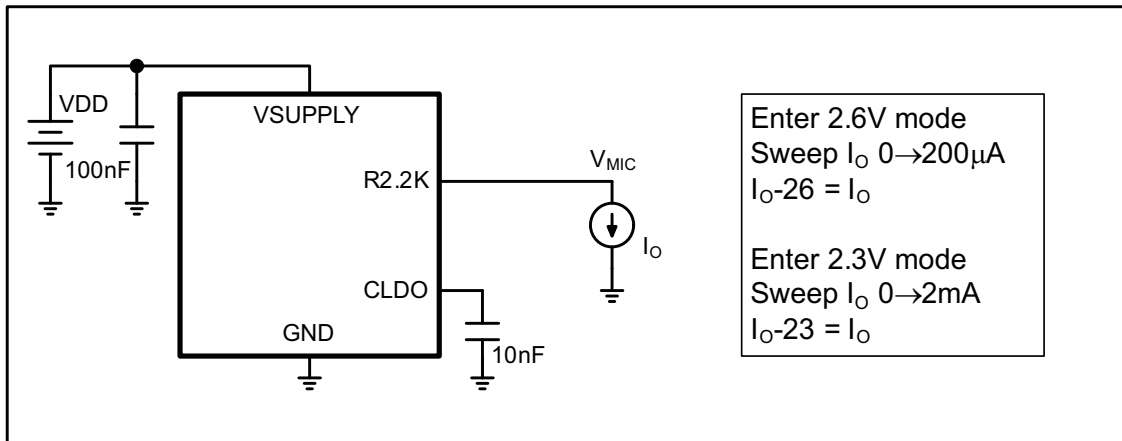 VDD
100nF
VSUPPLY
R2.2K
CLDO
GND
10nF
V_MIC
I_O
Enter 2.6V mode
Sweep I_O 0→200μA
I_O-26 = I_O
Enter 2.3V mode
Sweep I_O 0→2mA
I_O-23 = I_O